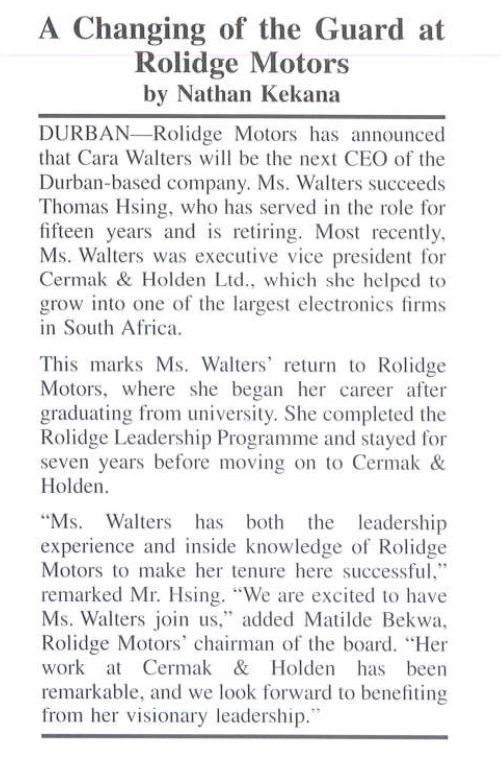 A Changing of the Guard at
Rolidge Motors
by Nathan Kekana
DURBAN—Rolidge Motors has announced
that Cara Walters will be the next CEO of the
Durban-based company. Ms. Walters succeeds
Thomas Hsing, who has served in the role for
fifteen years and is retiring. Most recently,
Ms. Walters was executive vice president for
Cermak & Holden Ltd., which she helped to
grow into one of the largest electronics firms
in South Africa.
This marks Ms. Walters' return to Rolidge
Motors, where she began her career after
graduating from university. She completed the
Rolidge Leadership Programme and stayed for
seven years before moving on to Cermak &
Holden.
“Ms. Walters has both the leadership
experience and inside knowledge of Rolidge
Motors to make her tenure here successful,”
remarked Mr. Hsing. “We are excited to have
Ms. Walters join us,” added Matilde Bekwa,
Rolidge Motors' chairman of the board. “Her
work at Cermak & Holden has been
remarkable, and we look forward to benefiting
from her visionary leadership.”